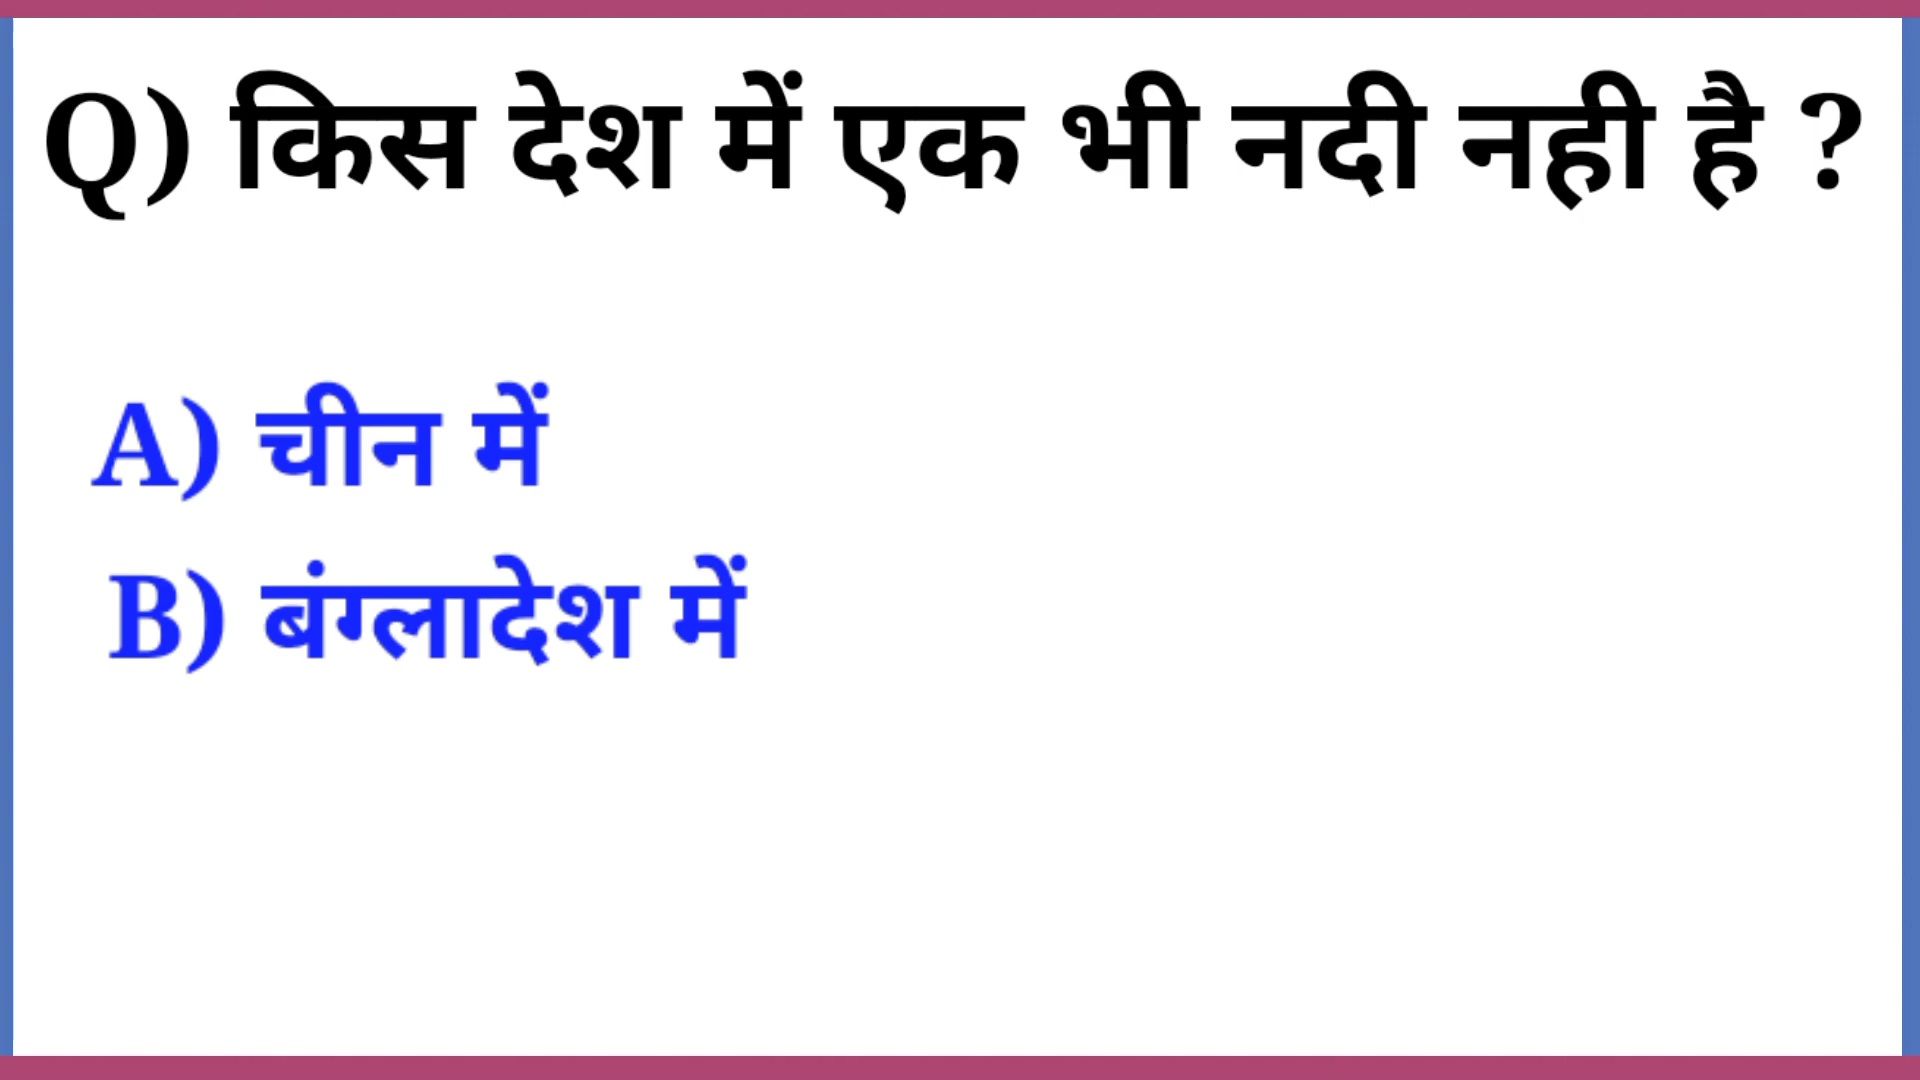 Q) किस देश में एक भी नदी नही है ?
A) चीन में
B) बंग्लादेश में